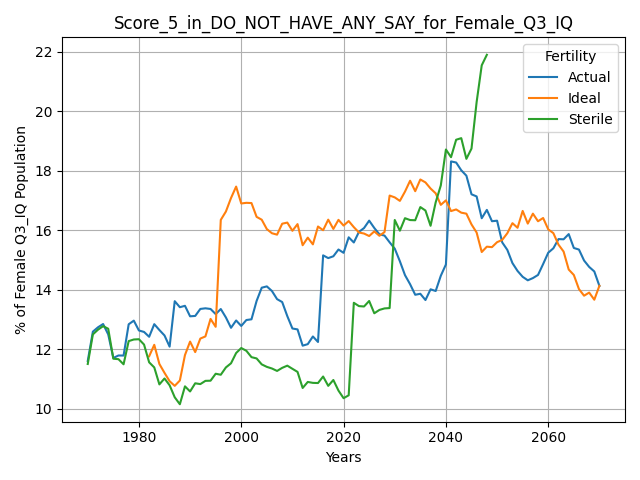 Score_5_in_DO_NOT_HAVE_ANY_SAY_for_Female_Q3_IQ
Fertility
Actual
Ideal
Sterile
% of Female Q3_IQ Population
22
20
18
16
14
12
10
1980
2000
2020
2040
2060
Years